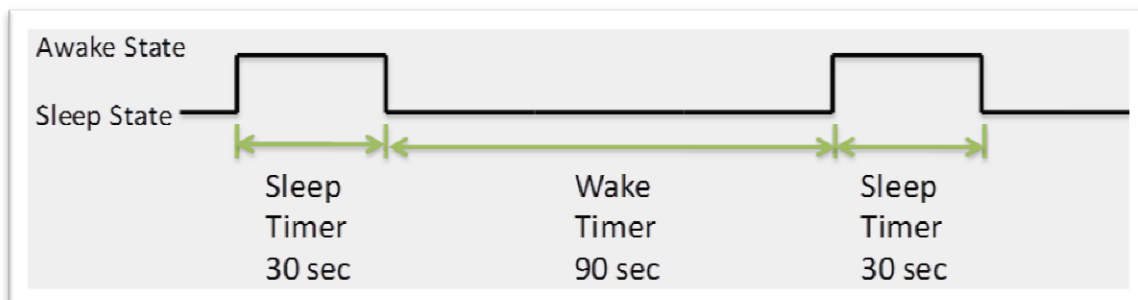 Awake State
Sleep State
Sleep
Timer
30 sec
Wake
Timer
90 sec
Sleep
Timer
30 sec